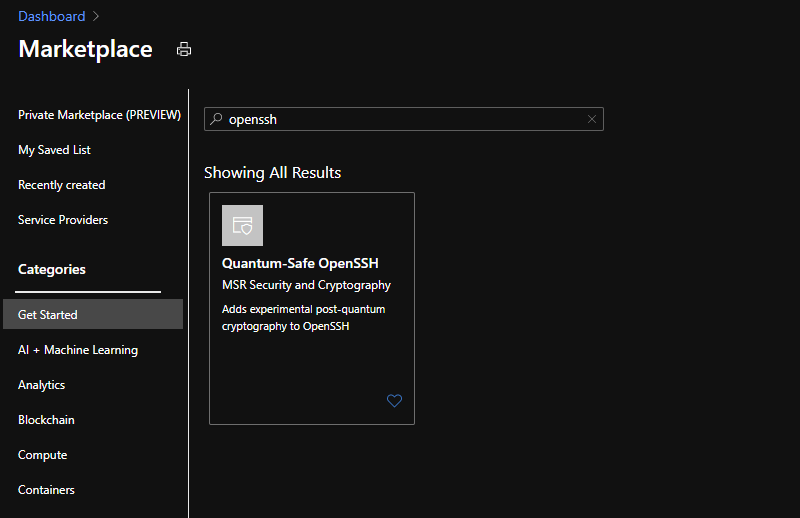 Dashboard
Marketplace
Private Marketplace (PREVIEW)
My Saved List
Recently created
Service Providers
Categories
Get Started
AI + Machine Learning
Analytics
Blockchain
Compute
Containers
openssh
Showing All Results
Quantum-Safe OpenSSH
MSR Security and Cryptography
Adds experimental post-quantum
cryptography to OpenSSH